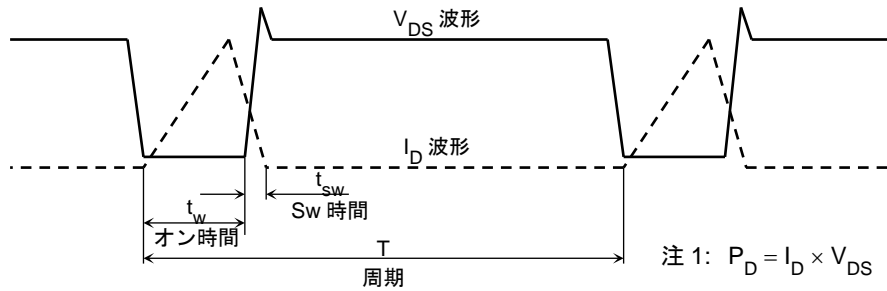 V_DS 波形
I_D 波形
t_sw
Sw 時間
t_w
オン時間
T
周期
注 1: P_D = I_D × V_DS